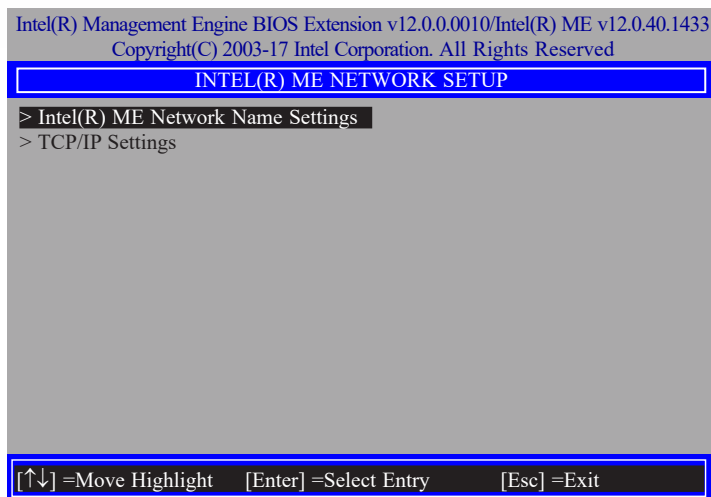 Intel(R) Management Engine BIOS Extension v12.0.0.0010/Intel(R) ME v12.0.40.1433
Copyright(C) 2003-17 Intel Corporation. All Rights Reserved
INTEL(R) ME NETWORK SETUP
> Intel(R) ME Network Name Settings
> TCP/IP Settings
[↑↓] =Move Highlight [Enter] =Select Entry [Esc] =Exit